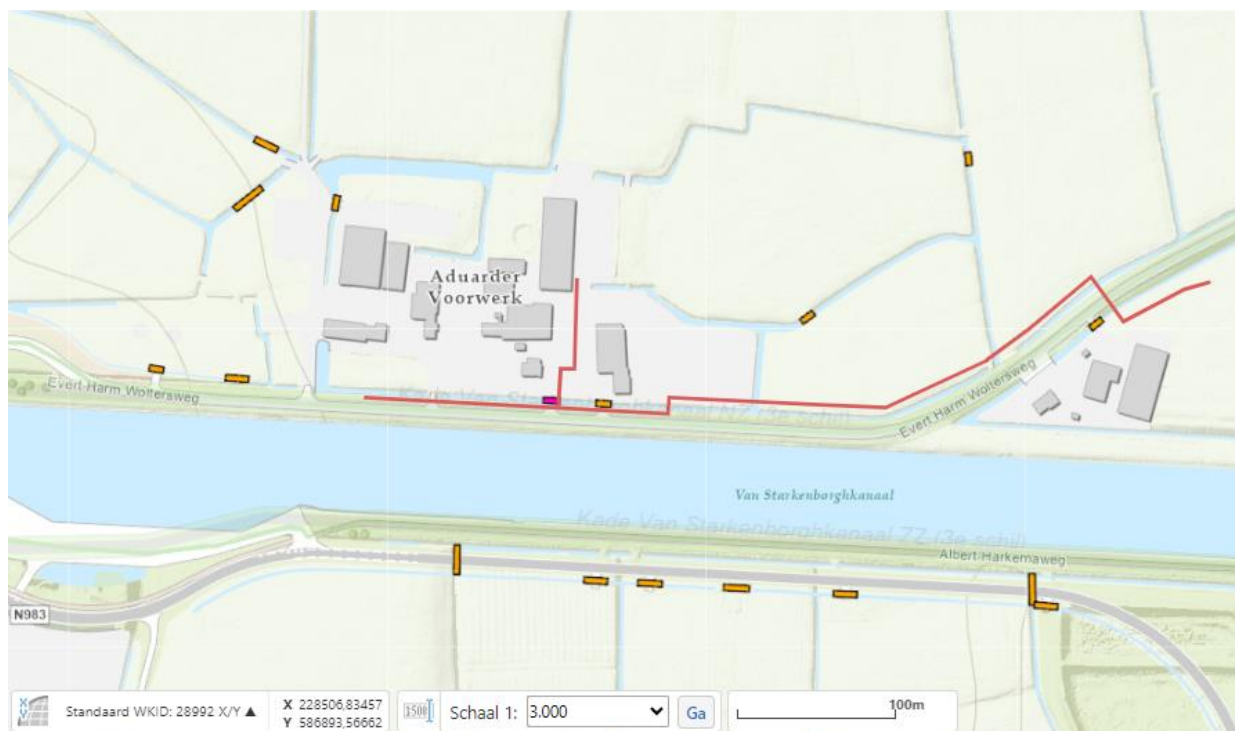 Aduarder
Voorwerk
Evert Harm Woltersweg
Kade Van Starkenborghkanaal NZ (3e schil)
Evert Harm Woltersweg
Van Starkenborghkanaal
Kade Van Starkenborghkanaal ZZ (3e schil)
Albert Harkemaweg
N983
Standaard WKID: 28992 X/Y ▲
X 228506,83457
Y 586893,56662
1500
Schaal 1:
3.000
Ga
100m